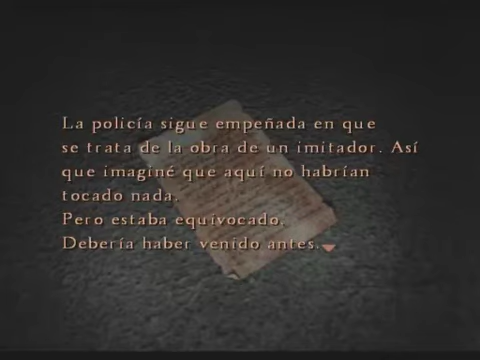 La policía sigue empeñada en que
se trata de la obra de un imitador. Así
que imaginé que aquí no habrían
tocado nada.
Pero estaba equivocado.
Debería haber venido antes.